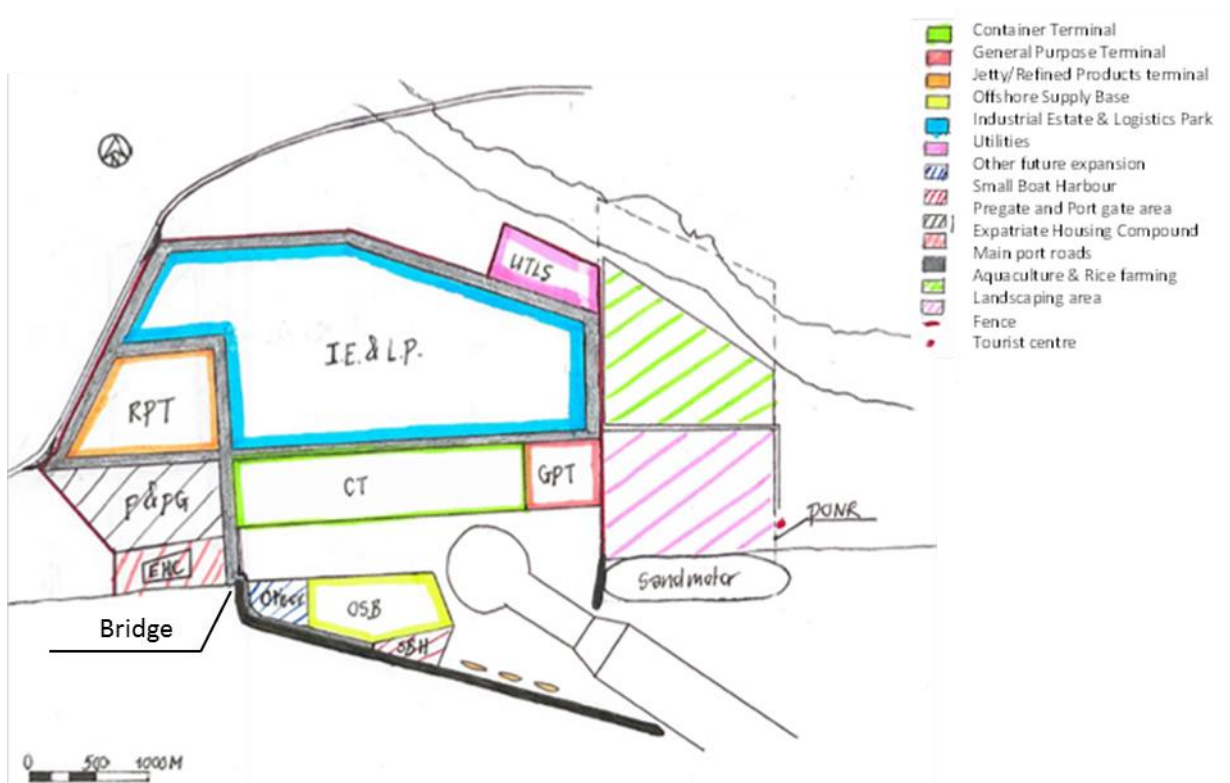 Container Terminal
General Purpose Terminal
Jetty/Refined Products terminal
Offshore Supply Base
Industrial Estate & Logistics Park
Utilities
Other future expansion
Small Boat Harbour
Pregate and Port gate area
Expatriate Housing Compound
Main port roads
Aquaculture & Rice farming
Landscaping area
Fence
Tourist centre
UTLS
I.E.& L.P.
RPT
CT
GPT
P & PG
EHC
PONR
Sandmotor
OSB
SBH
Bridge
0 500 1000M